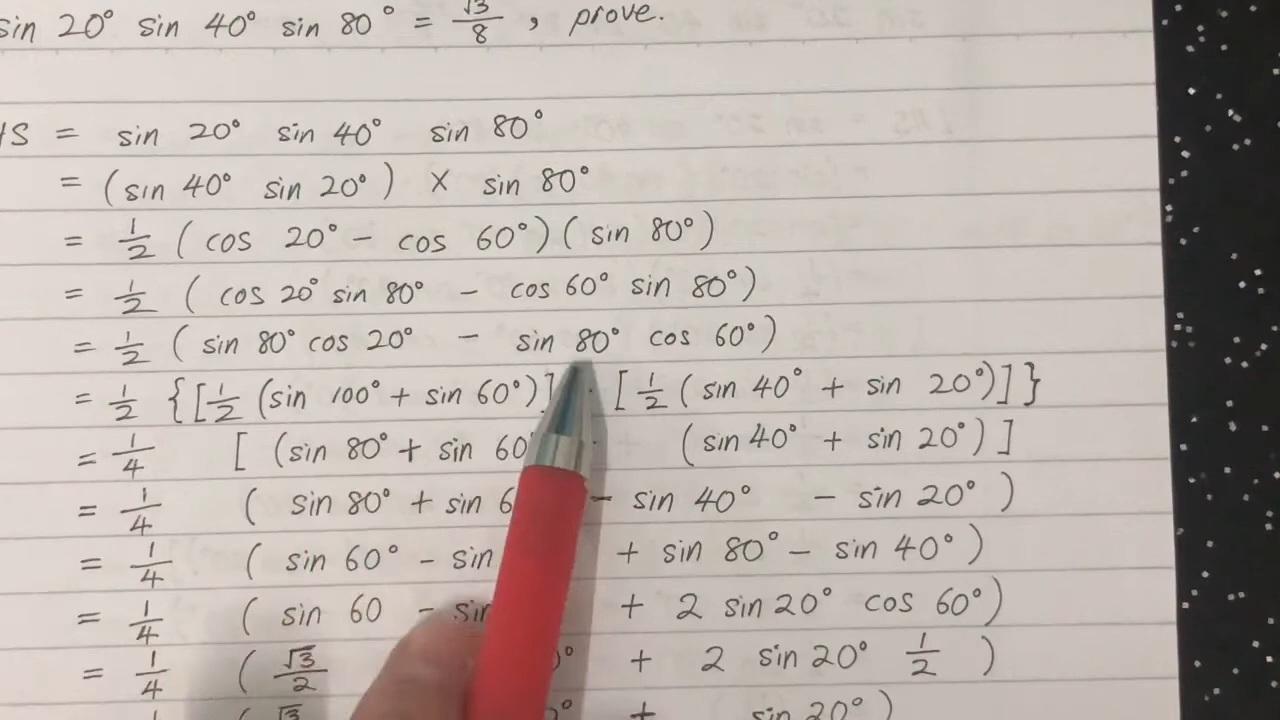 sin 20° sin 40° sin 80° = √3/8 , prove.
HS = sin 20° sin 40° sin 80°
= (sin 40° sin 20°) × sin 80°
= 1/2 (cos 20° - cos 60°)(sin 80°)
= 1/2 (cos 20° sin 80° - cos 60° sin 80°)
= 1/2 (sin 80° cos 20° - sin 80° cos 60°)
= 1/2 {[1/2 (sin 100° + sin 60°)] [1/2 (sin 40° + sin 20°)]}
= 1/4 [ (sin 80° + sin 60 (sin 40° + sin 20°) ]
= 1/4 ( sin 80° + sin 6 - sin 40° - sin 20° )
= 1/4 ( sin 60° - sin + sin 80° - sin 40° )
= 1/4 ( sin 60 - sin + 2 sin 20° cos 60° )
= 1/4 ( √3/2 ° + 2 sin 20° 1/2 )
( √3 ° + sin 20° )